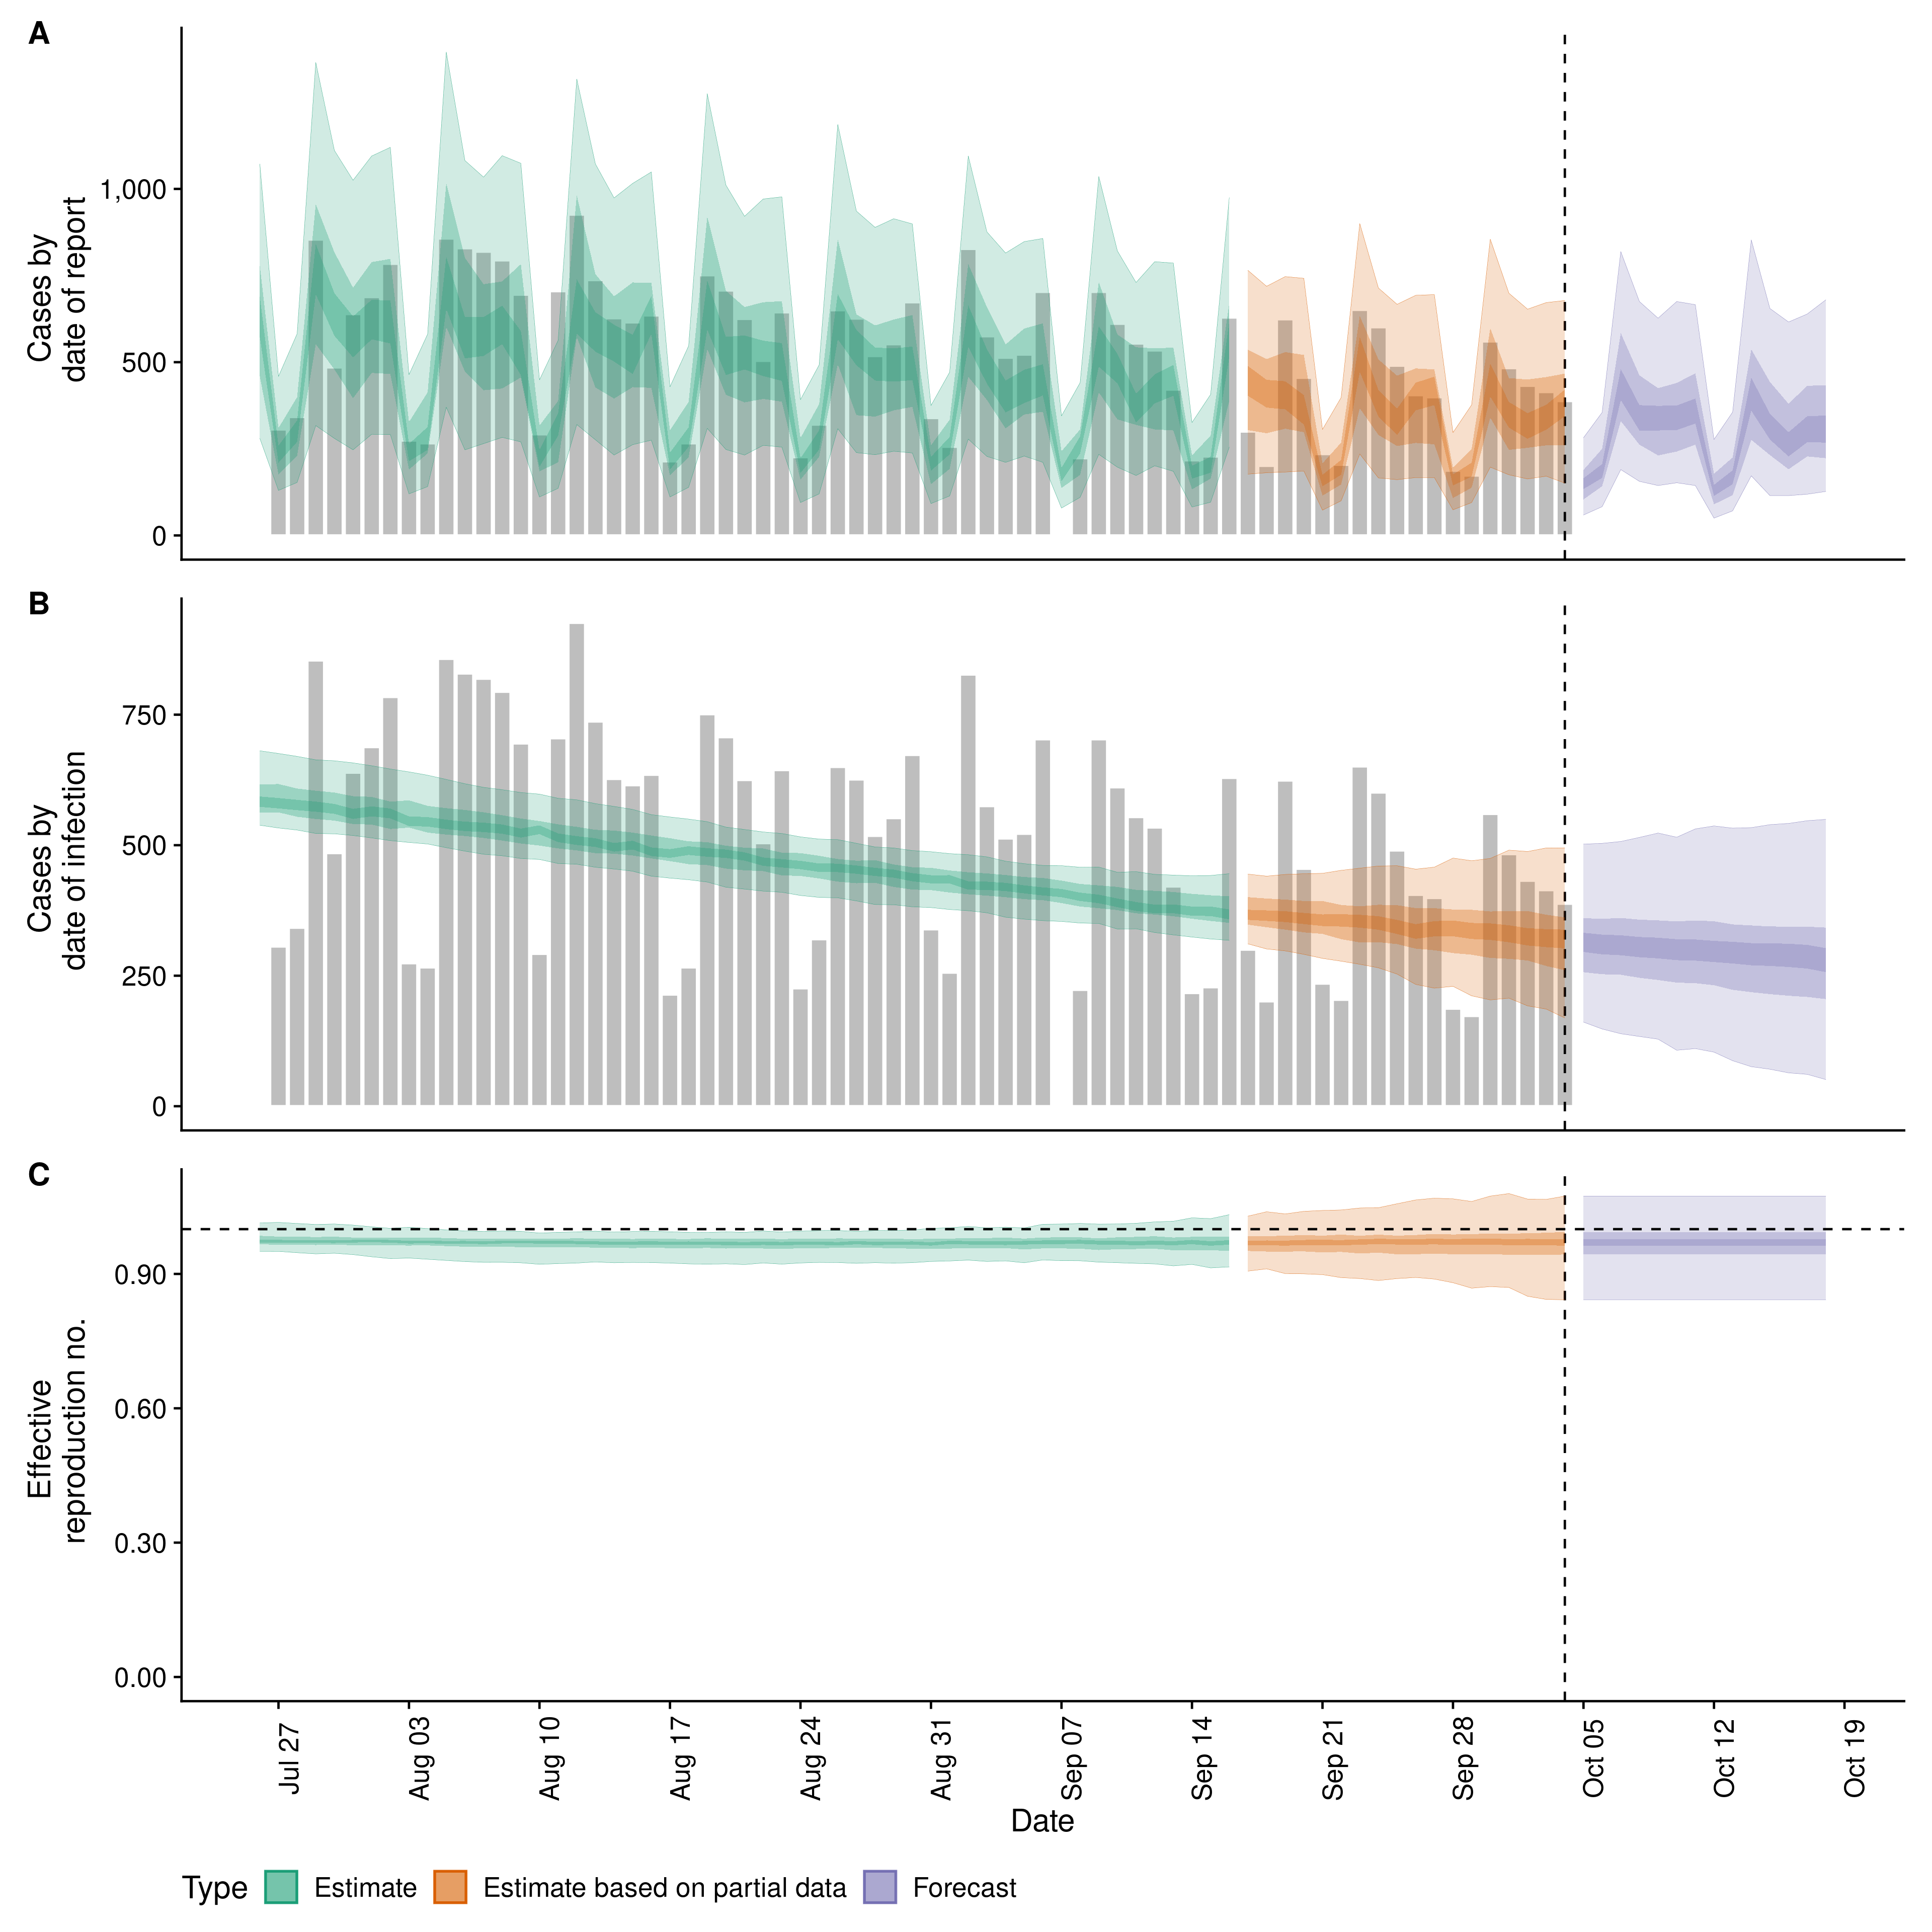 A
Cases by
date of report
1,000
500
0
B
Cases by
date of infection
750
500
250
0
C
Effective
reproduction no.
0.90
0.60
0.30
0.00
Jul 27
Aug 03
Aug 10
Aug 17
Aug 24
Aug 31
Sep 07
Sep 14
Sep 21
Sep 28
Oct 05
Oct 12
Oct 19
Date
Type Estimate Estimate based on partial data Forecast